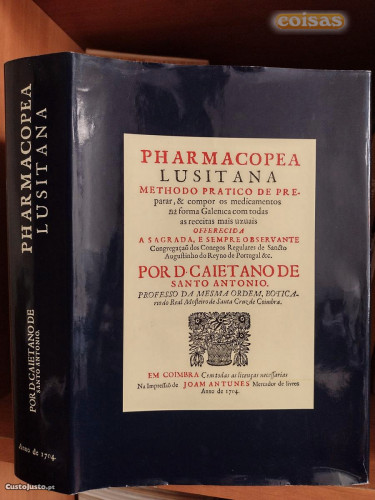 coisas
PHARMACOPEA
LUSITANA
POR D. CAIETANO DE
SANTO ANTONIO.
Anno de 1704.
PHARMACOPEA
LUSITANA
METHODO PRATICO DE PRE-
parar, & compor os medicamentos
na forma Galenica com todas
as receitas mais uzuais
OFFERECIDA
A SAGRADA, E SEMPRE OBSERVANTE
Congregaçaõ dos Conegos Regulares de Sancto
Augustinho do Reyno de Portugal &c.
POR D. CAIETANO DE
SANTO ANTONIO.
PROFESSO DA MESMA ORDEM, BOTICA-
rio do Real Mosteiro de Santa Cruz de Coimbra.
EM COIMBRA Com todas as licenças necessarias
Na Impressaõ de JOAM ANTUNES Mercador de livros
Anno de 1704.
CustoJusto.pt